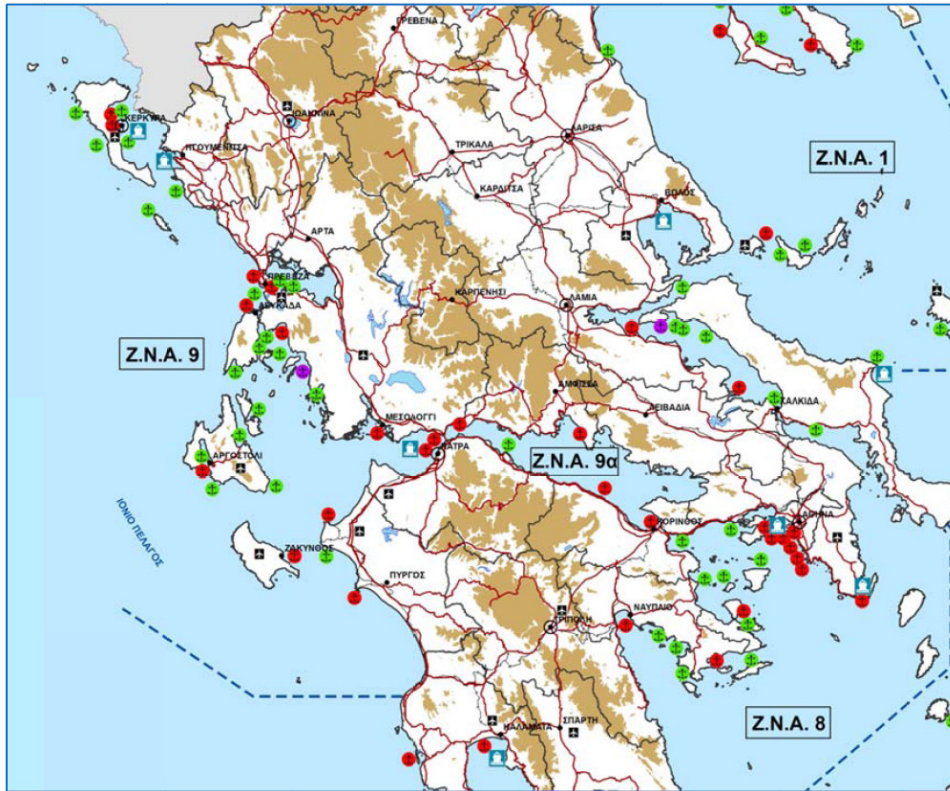 ΓΡΕΒΕΝΑ
ΚΕΡΚΥΡΑ
ΙΩΑΝΝΙΝΑ
ΛΑΡΙΣΑ
ΗΓΟΥΜΕΝΙΤΣΑ
ΤΡΙΚΑΛΑ
Ζ.Ν.Α. 1
ΚΑΡΔΙΤΣΑ
ΒΟΛΟΣ
ΑΡΤΑ
ΠΡΕΒΕΖΑ
ΚΑΡΠΕΝΗΣΙ
ΛΑΜΙΑ
ΛΕΥΚΑΔΑ
Ζ.Ν.Α. 9
ΑΜΦΙΣΣΑ
ΜΕΣΟΛΟΓΓΙ
ΛΕΙΒΑΔΙΑ
ΧΑΛΚΙΔΑ
ΠΑΤΡΑ
ΑΡΓΟΣΤΟΛΙ
Ζ.Ν.Α. 9α
ΙΟΝΙΟ ΠΕΛΑΓΟΣ
ΚΟΡΙΝΘΟΣ
ΑΘΗΝΑ
ΖΑΚΥΝΘΟΣ
ΠΥΡΓΟΣ
ΝΑΥΠΛΙΟ
ΤΡΙΠΟΛΗ
ΚΑΛΑΜΑΤΑ
ΣΠΑΡΤΗ
Ζ.Ν.Α. 8